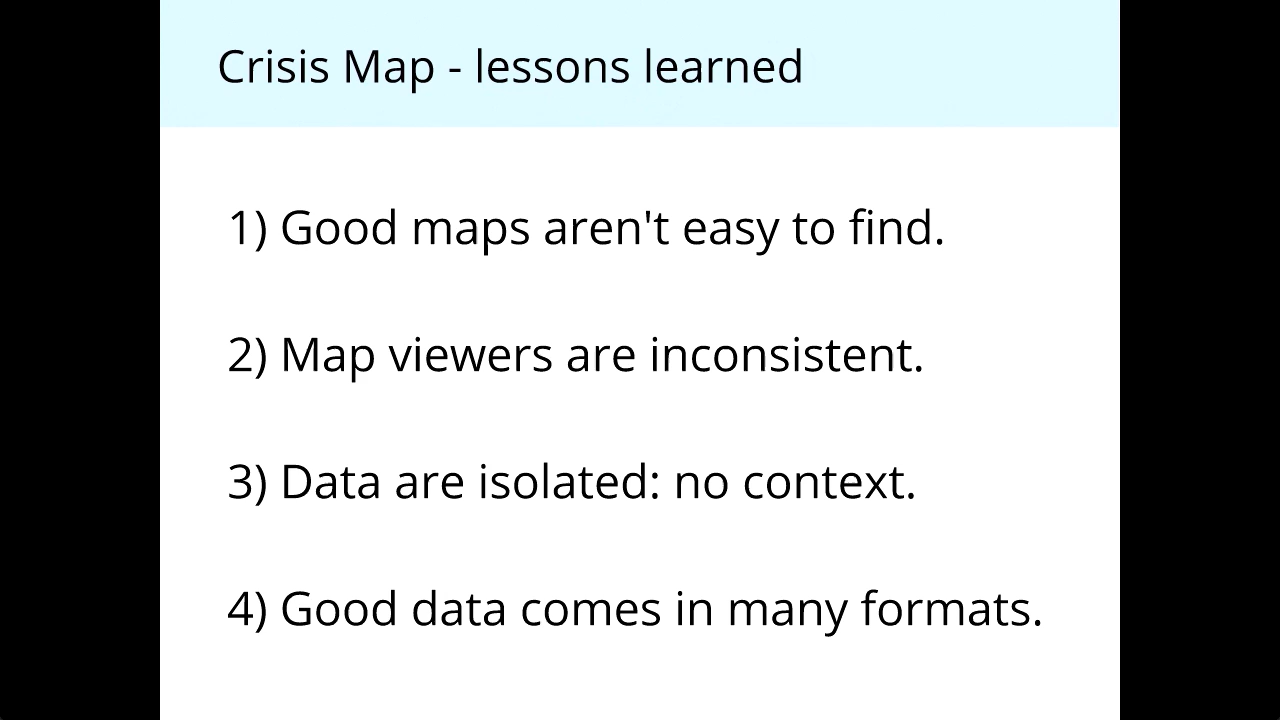 Crisis Map - lessons learned
1) Good maps aren't easy to find.
2) Map viewers are inconsistent.
3) Data are isolated: no context.
4) Good data comes in many formats.